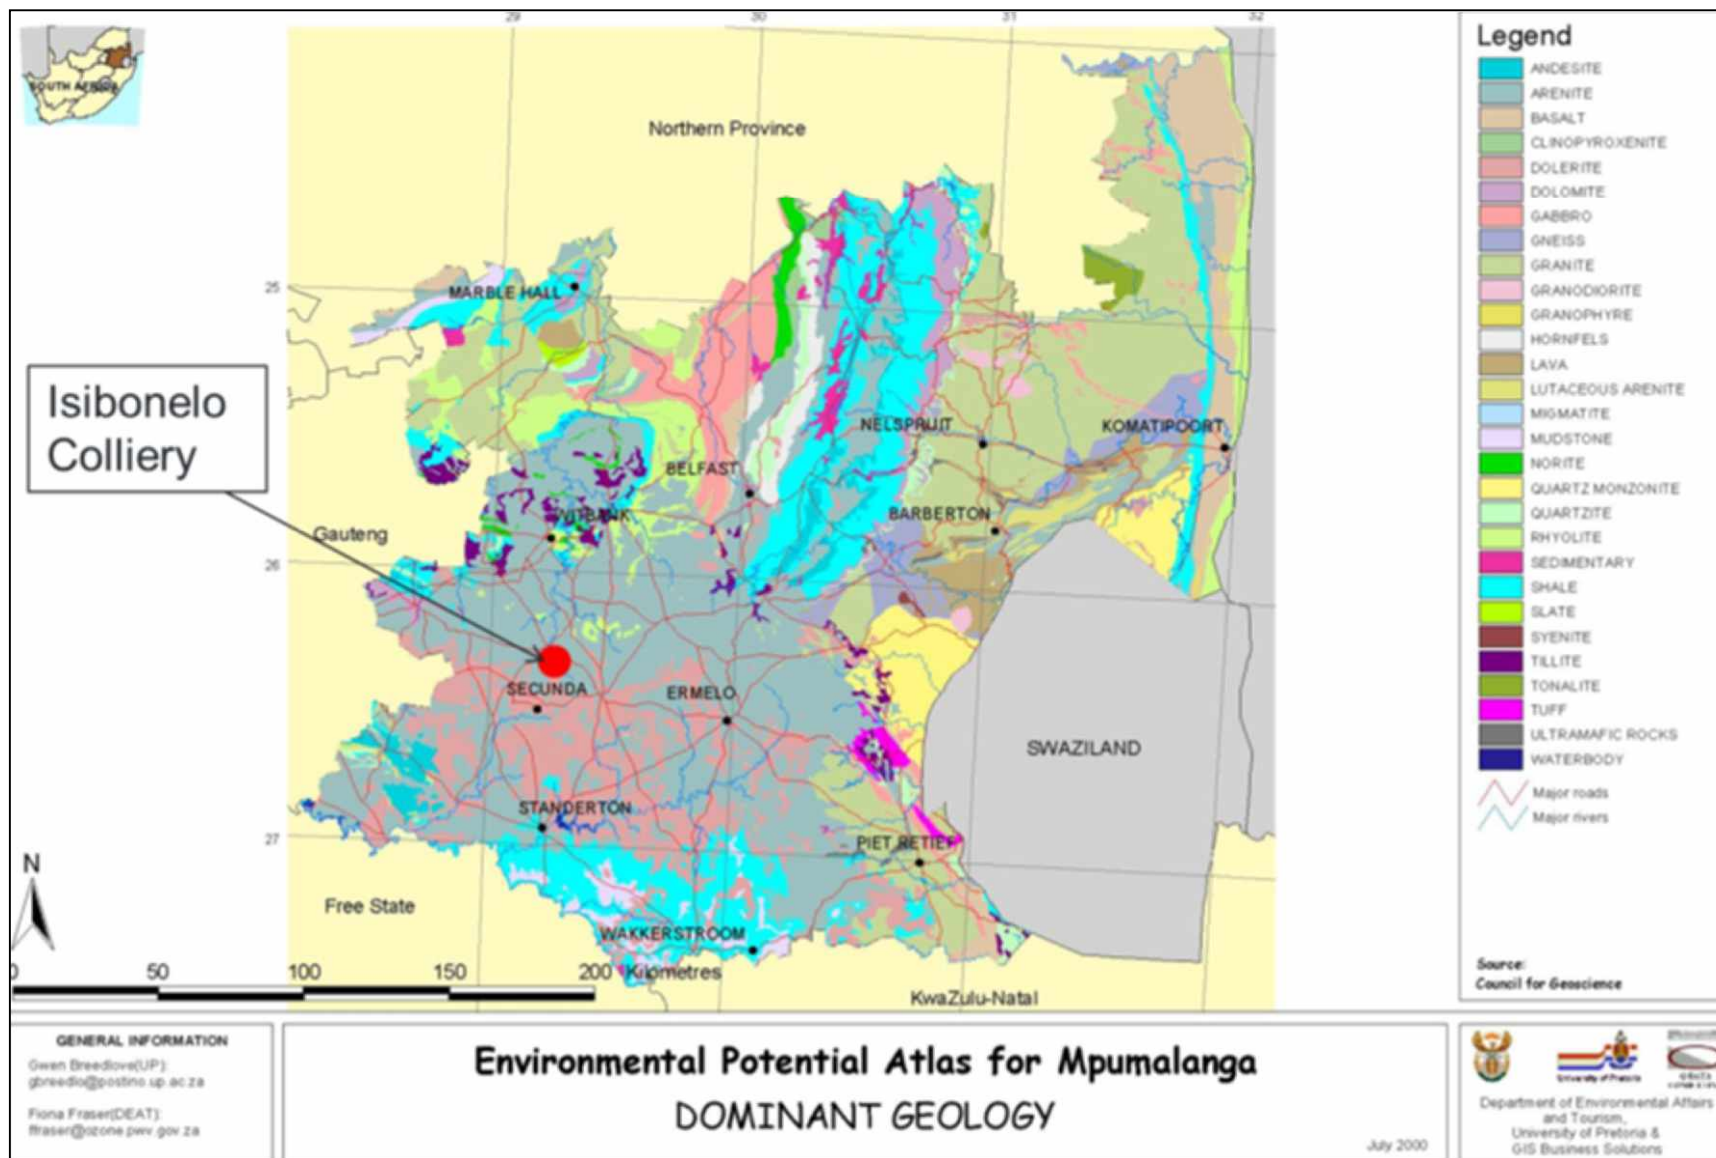 29
30
31
32
SOUTH AFRICA
Northern Province
25
MARBLE HALL
Isibonelo
Colliery
NELSPRUIT
KOMATIPOORT
BELFAST
WITBANK
BARBERTON
Gauteng
26
SECUNDA
ERMELO
SWAZILAND
STANDERTON
27
PIET RETIEF
N
Free State
WAKKERSTROOM
0 50 100 150 200 Kilometres
KwaZulu-Natal
Legend
ANDESITE
ARENITE
BASALT
CLINOPYROXENITE
DOLERITE
DOLOMITE
GABBRO
GNEISS
GRANITE
GRANODIORITE
GRANOPHYRE
HORNFELS
LAVA
LUTACEOUS ARENITE
MIGMATITE
MUDSTONE
NORITE
QUARTZ MONZONITE
QUARTZITE
RHYOLITE
SEDIMENTARY
SHALE
SLATE
SYENITE
TILLITE
TONALITE
TUFF
ULTRAMAFIC ROCKS
WATERBODY
Major roads
Major rivers
Source:
Council for Geoscience
GENERAL INFORMATION
Gwen Breedlove(UP):
gbreedlo@postino.up.ac.za
Fiona Fraser(DEAT):
ffraser@ozone.pwv.gov.za
Environmental Potential Atlas for Mpumalanga
DOMINANT GEOLOGY
July 2000
University of Pretoria
Department of Environmental Affairs
and Tourism,
University of Pretoria &
GIS Business Solutions